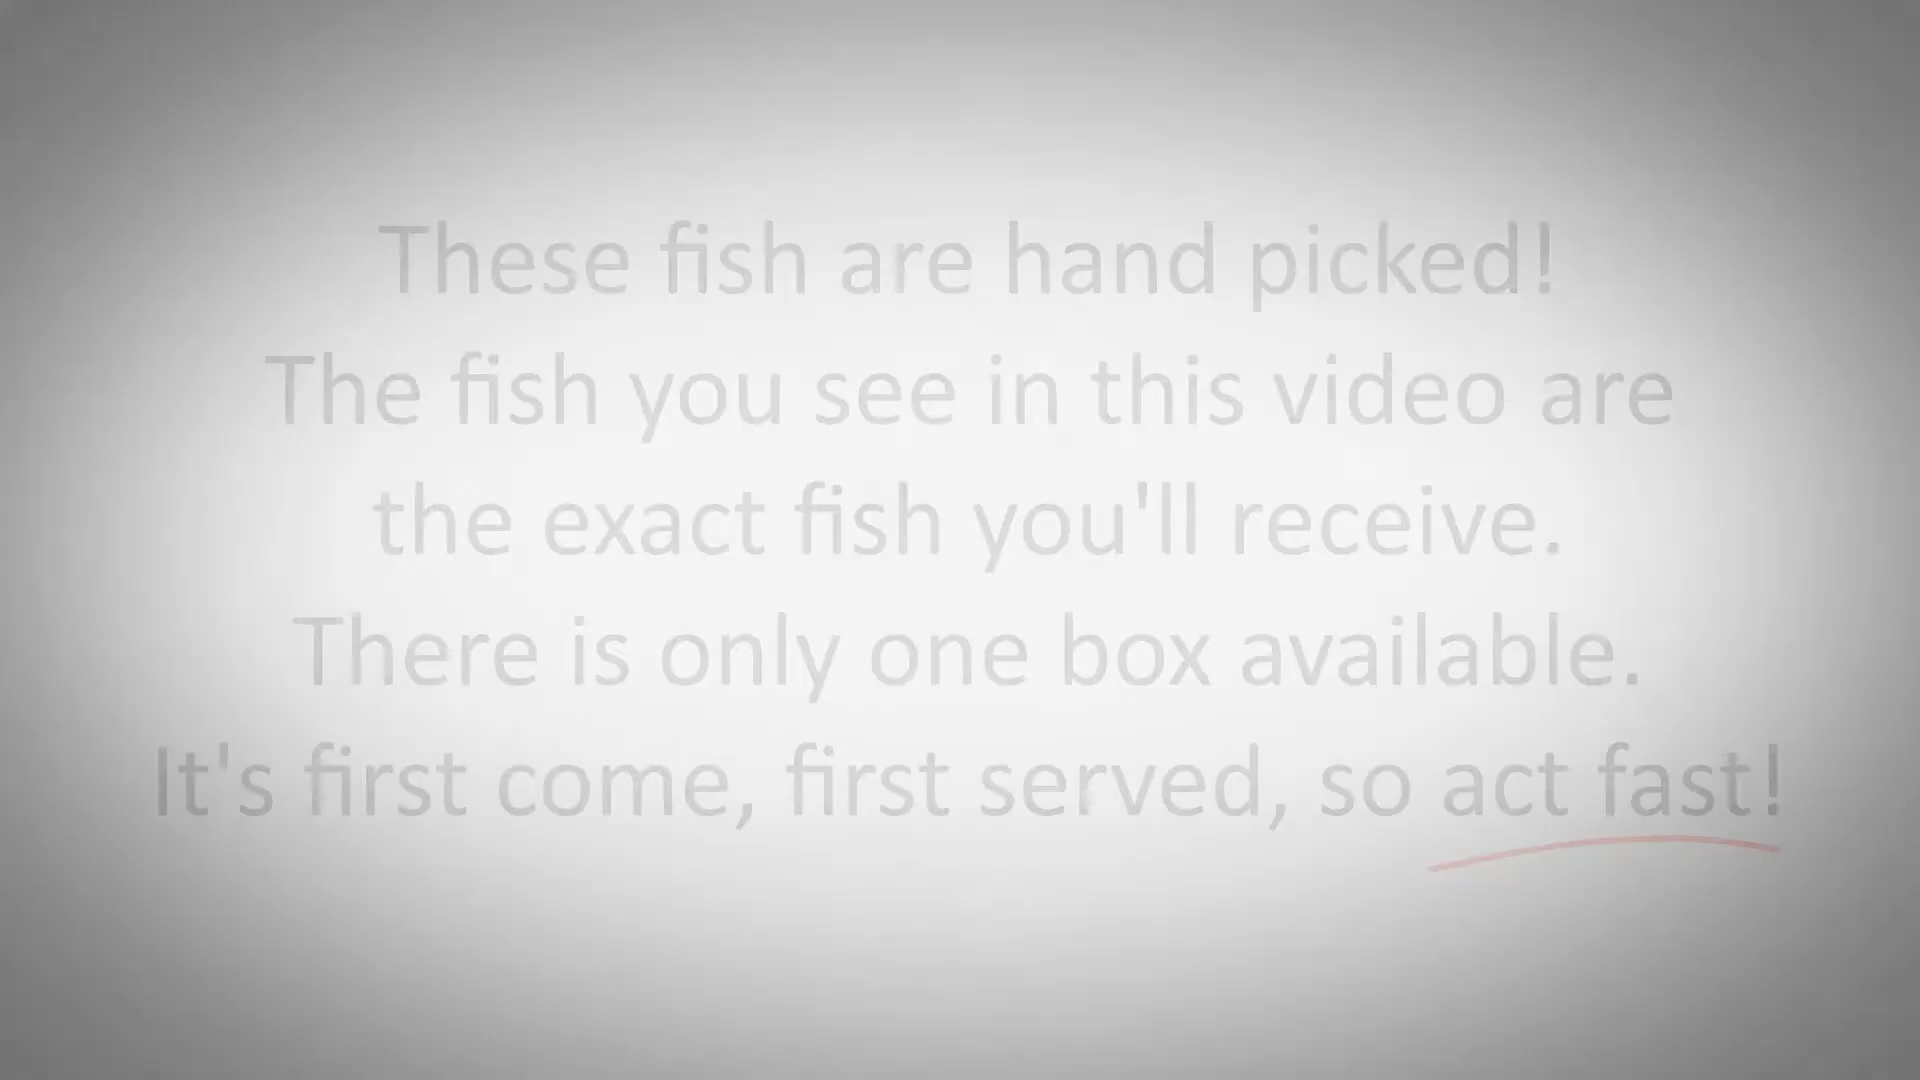 These fish are hand picked!
The fish you see in this video are
the exact fish you'll receive.
There is only one box available.
It's first come, first served, so act fast!